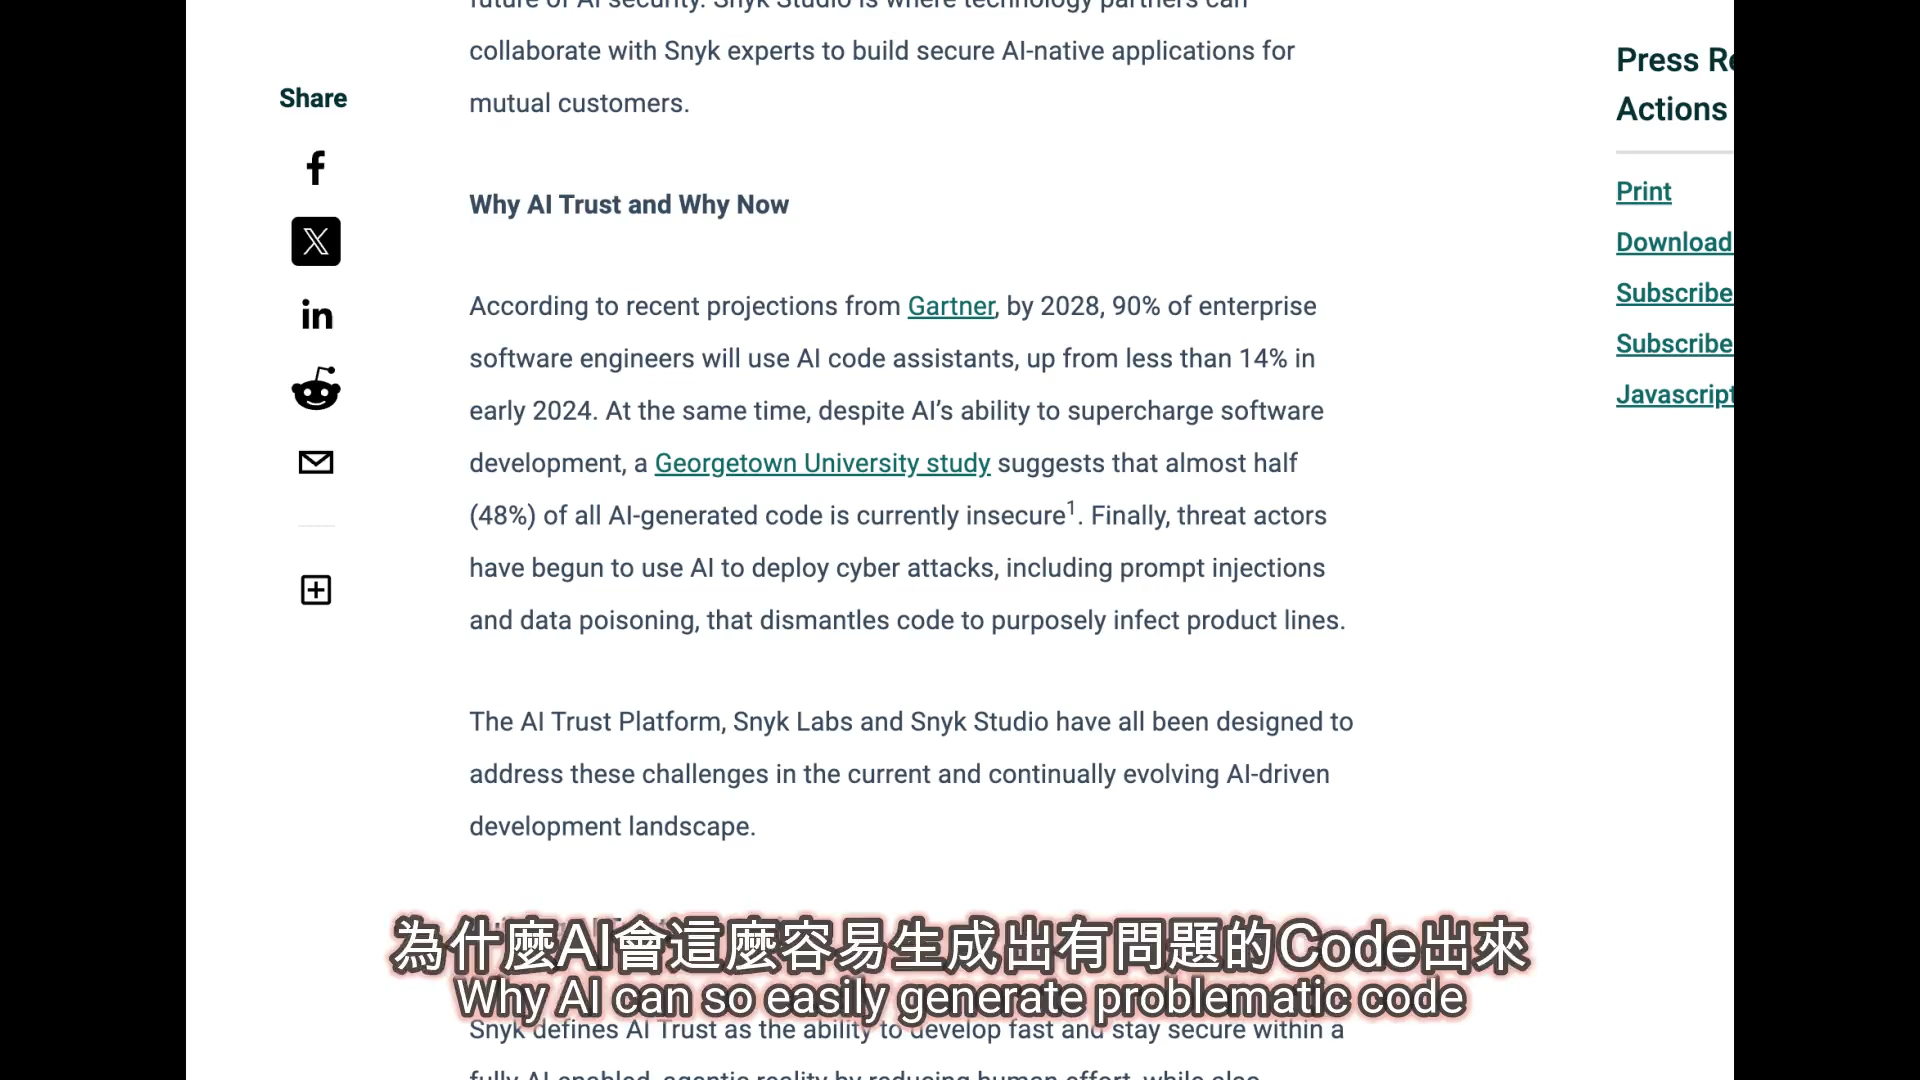 future of AI security. Snyk Studio is where technology partners can
collaborate with Snyk experts to build secure AI-native applications for
mutual customers.
Share
Press Re
Actions
Print
Download
Subscribe
Subscribe
Javascript
Why AI Trust and Why Now
According to recent projections from Gartner, by 2028, 90% of enterprise
software engineers will use AI code assistants, up from less than 14% in
early 2024. At the same time, despite AI’s ability to supercharge software
development, a Georgetown University study suggests that almost half
(48%) of all AI-generated code is currently insecure1. Finally, threat actors
have begun to use AI to deploy cyber attacks, including prompt injections
and data poisoning, that dismantles code to purposely infect product lines.
The AI Trust Platform, Snyk Labs and Snyk Studio have all been designed to
address these challenges in the current and continually evolving AI-driven
development landscape.
為什麼AI會這麼容易生成出有問題的Code出來
Why AI can so easily generate problematic code
Snyk defines AI Trust as the ability to develop fast and stay secure within a
fully AI-enabled, agentic reality by reducing human effort, while also